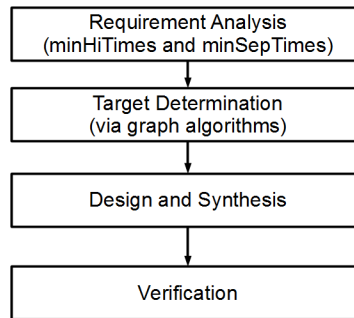 Requirement Analysis
(minHiTimes and minSepTimes)
Target Determination
(via graph algorithms)
Design and Synthesis
Verification